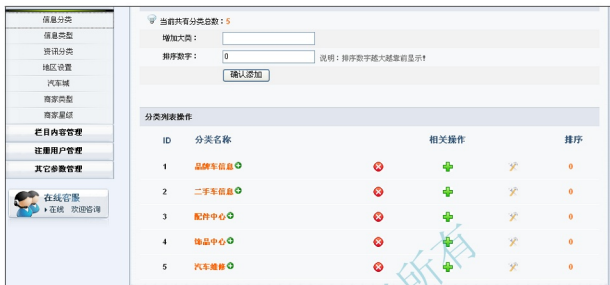 信息分类
信息类型
资讯分类
地区设置
汽车城
商家类型
商家星级
栏目内容管理
注册用户管理
其它参数管理
在线客服
在线 欢迎咨询
当前共有分类总数：5
增加大类：
排序数字： 0 说明：排序数字越大越靠前显示!
确认添加
分类列表操作
ID 分类名称 相关操作 排序
1 品牌车信息 0
2 二手车信息 0
3 配件中心 0
4 饰品中心 0
5 汽车维修 0
所有